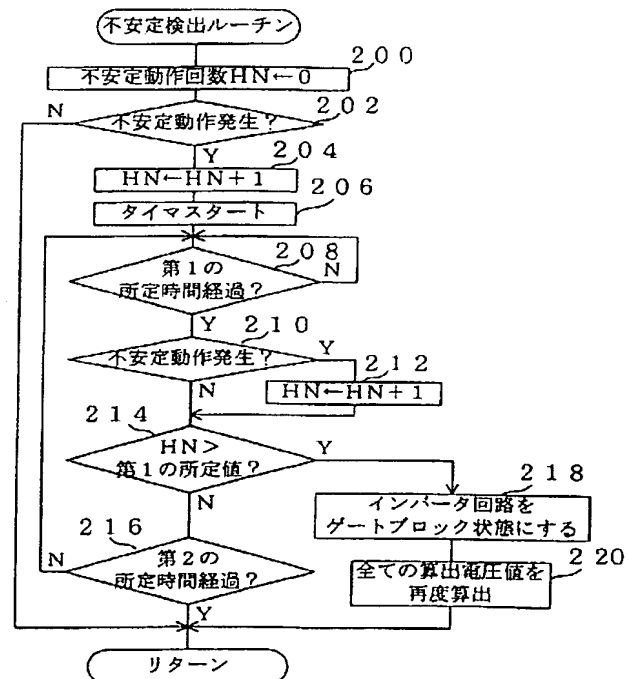 不安定検出ルーチン
200
不安定動作回数HN←0
202
N
不安定動作発生?
Y
204
HN←HN+1
206
タイマスタート
208
第1の
所定時間経過?
N
Y
210
不安定動作発生?
Y
212
N
HN←HN+1
214
HN>
第1の所定値?
Y
N
218
インバータ回路を
ゲートブロック状態にする
216
N
第2の
所定時間経過?
220
全ての算出電圧値を
再度算出
Y
リターン